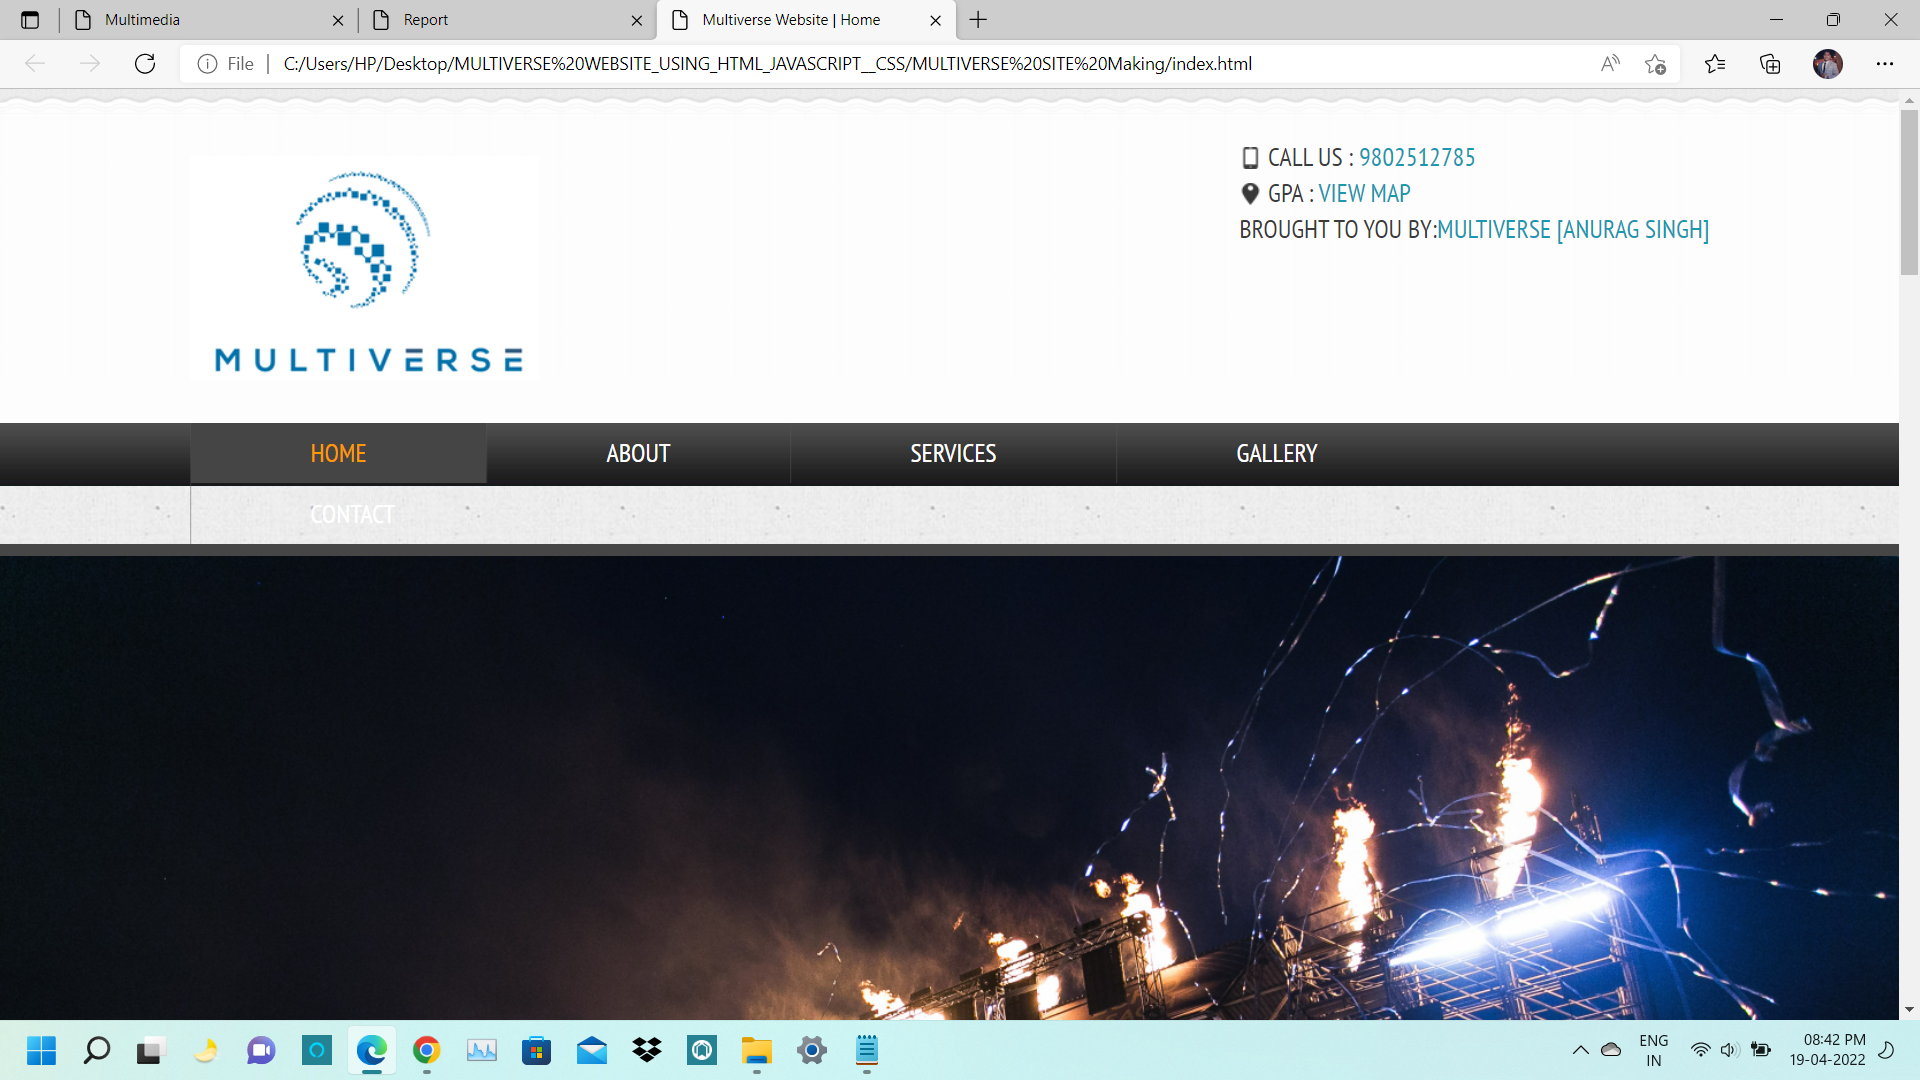 Multimedia
Report
Multiverse Website | Home
File
C:/Users/HP/Desktop/MULTIVERSE%20WEBSITE_USING_HTML_JAVASCRIPT__CSS/MULTIVERSE%20SITE%20Making/index.html
CALL US : 9802512785
GPA : VIEW MAP
BROUGHT TO YOU BY:MULTIVERSE [ANURAG SINGH]
MULTIVERSE
HOME
ABOUT
SERVICES
GALLERY
CONTACT
ENG
IN
08:42 PM
19-04-2022